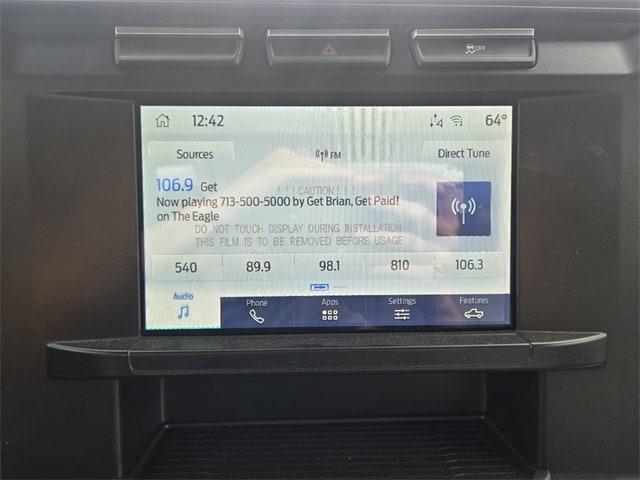 OFF
12:42
64°
Sources
FM
Direct Tune
106.9 Get
! ! ! CAUTION ! ! !
Now playing 713-500-5000 by Get Brian, Get Paid!
on The Eagle
DO NOT TOUCH DISPLAY DURING INSTALLATION
THIS FILM IS TO BE REMOVED BEFORE USAGE
540 89.9 98.1 810 106.3
Audio Phone Apps Settings Features